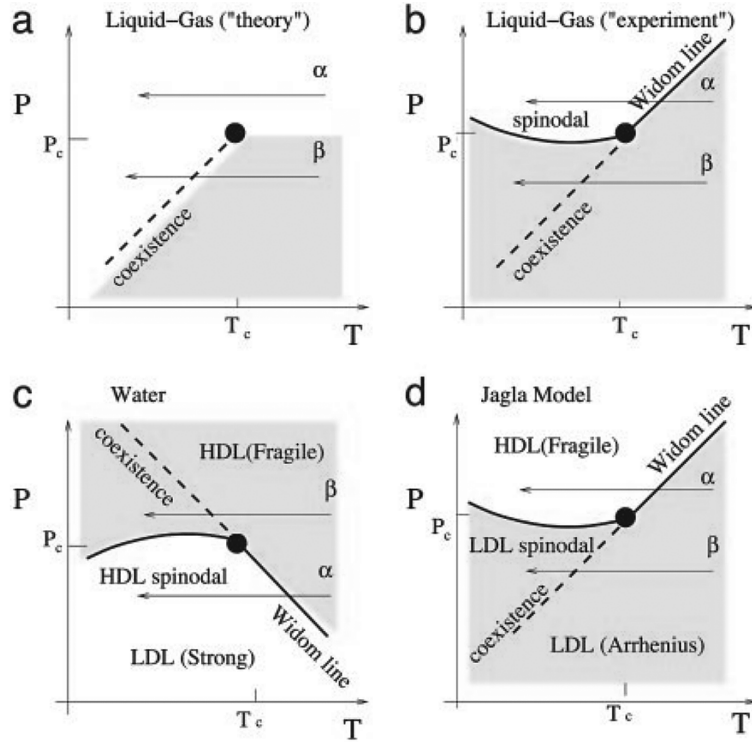 a
Liquid–Gas ("theory")
P
α
P c
β
coexistence
T c
T
b
Liquid–Gas ("experiment")
P
Widom line
α
spinodal
P c
β
coexistence
T c
T
c
Water
coexistence
HDL(Fragile)
P
β
P c
HDL spinodal
α
Widom line
LDL (Strong)
T c
T
d
Jagla Model
HDL(Fragile)
Widom line
α
P
P c
LDL spinodal
β
coexistence
LDL (Arrhenius)
T c
T